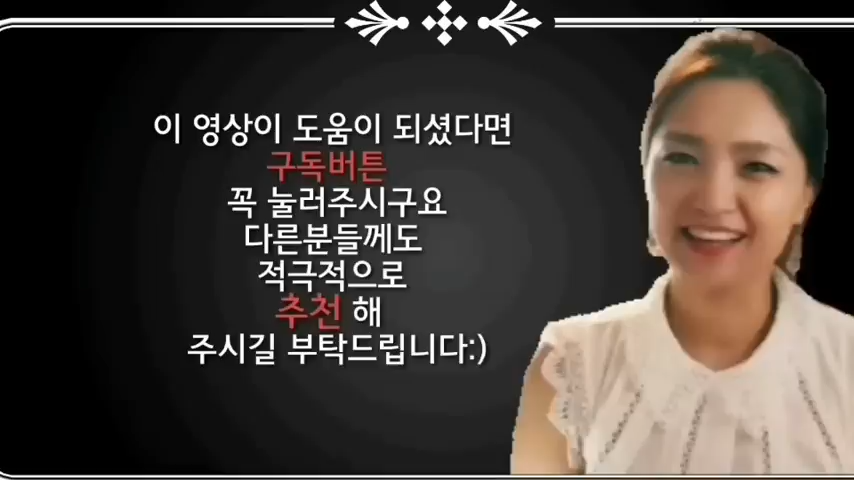 이 영상이 도움이 되셨다면
구독버튼
꼭 눌러주시구요
다른분들께도
적극적으로
추천 해
주시길 부탁드립니다:)